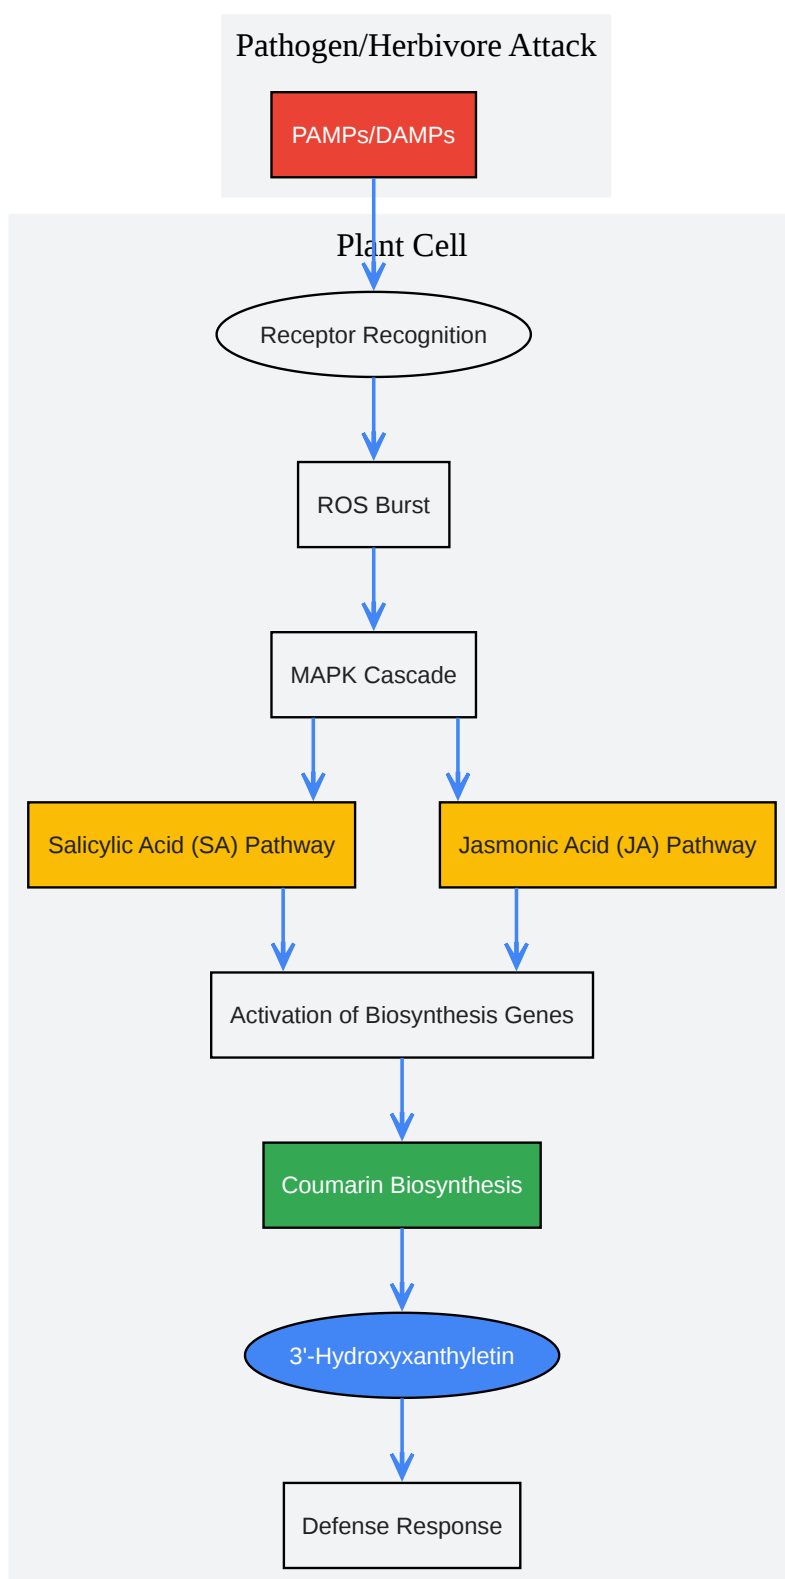 Pathogen/Herbivore Attack
PAMPs/DAMPs
Plant Cell
Receptor Recognition
ROS Burst
MAPK Cascade
Salicylic Acid (SA) Pathway
Jasmonic Acid (JA) Pathway
Activation of Biosynthesis Genes
Coumarin Biosynthesis
3'-Hydroxyxanthyletin
Defense Response